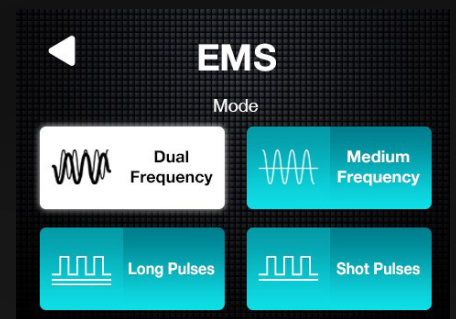 EMS
Mode
Dual
Frequency
Medium
Frequency
Long Pulses
Shot Pulses